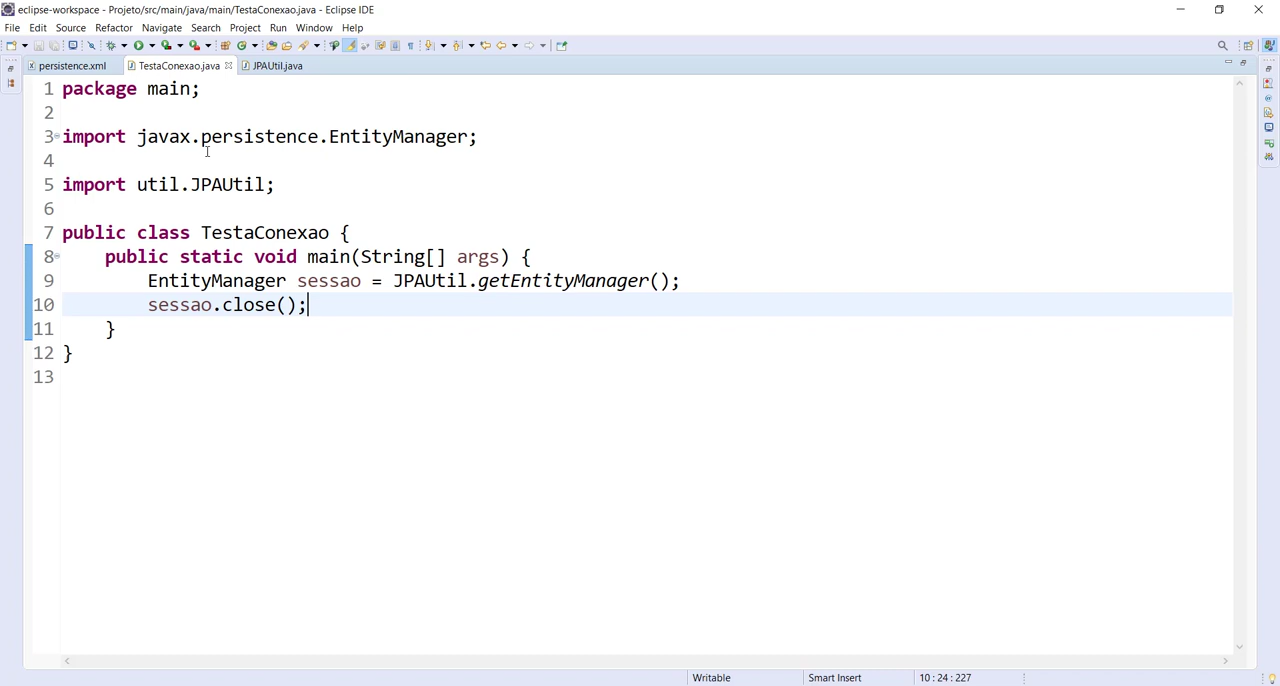 eclipse-workspace - Projeto/src/main/java/main/TestaConexao.java - Eclipse IDE
File Edit Source Refactor Navigate Search Project Run Window Help
persistence.xml TestaConexao.java JPAUtil.java
1 package main;
2
3 import javax.persistence.EntityManager;
4
5 import util.JPAUtil;
6
7 public class TestaConexao {
8 public static void main(String[] args) {
9 EntityManager sessao = JPAUtil.getEntityManager();
10 sessao.close();
11 }
12 }
13
Writable Smart Insert 10 : 24 : 227